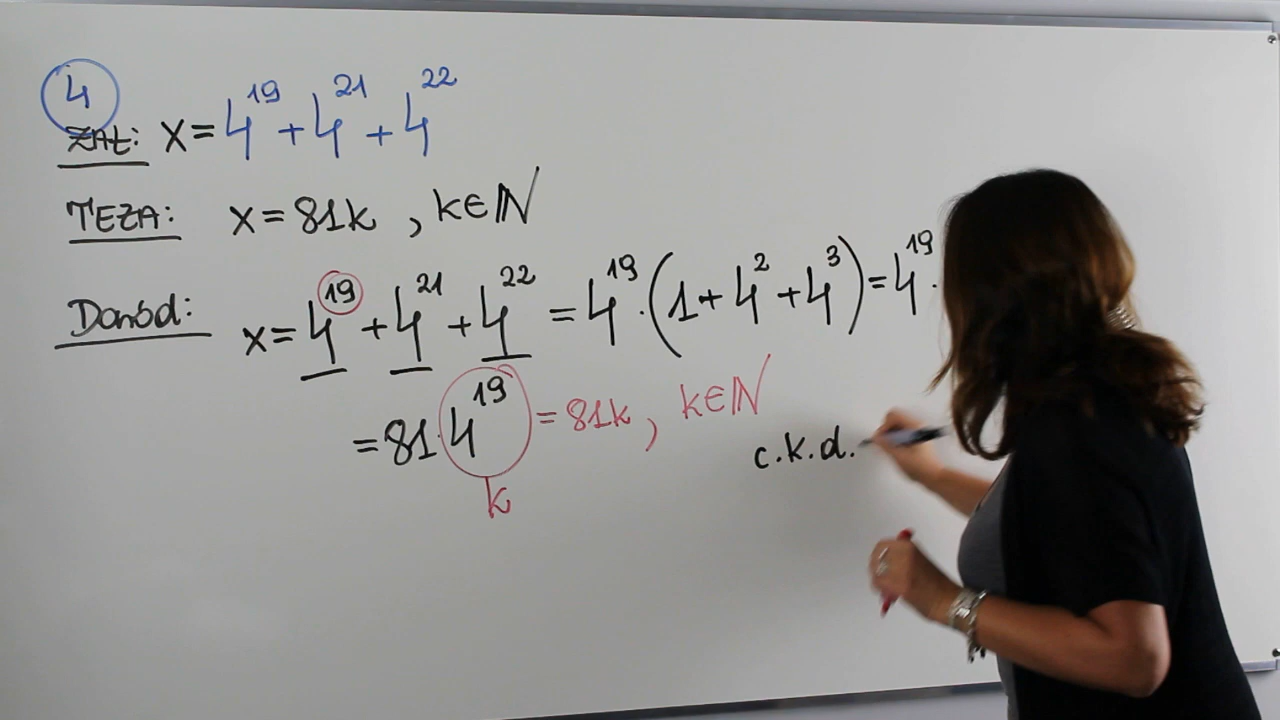 4
ZAŁ: x = 4^19 + 4^21 + 4^22
TEZA: x = 81k , k∈ℕ
Dowód: x = 4^19 + 4^21 + 4^22 = 4^19 · (1 + 4^2 + 4^3) = 4^19 ·
= 81 · 4^19 = 81k , k∈ℕ
c.k.d.
k